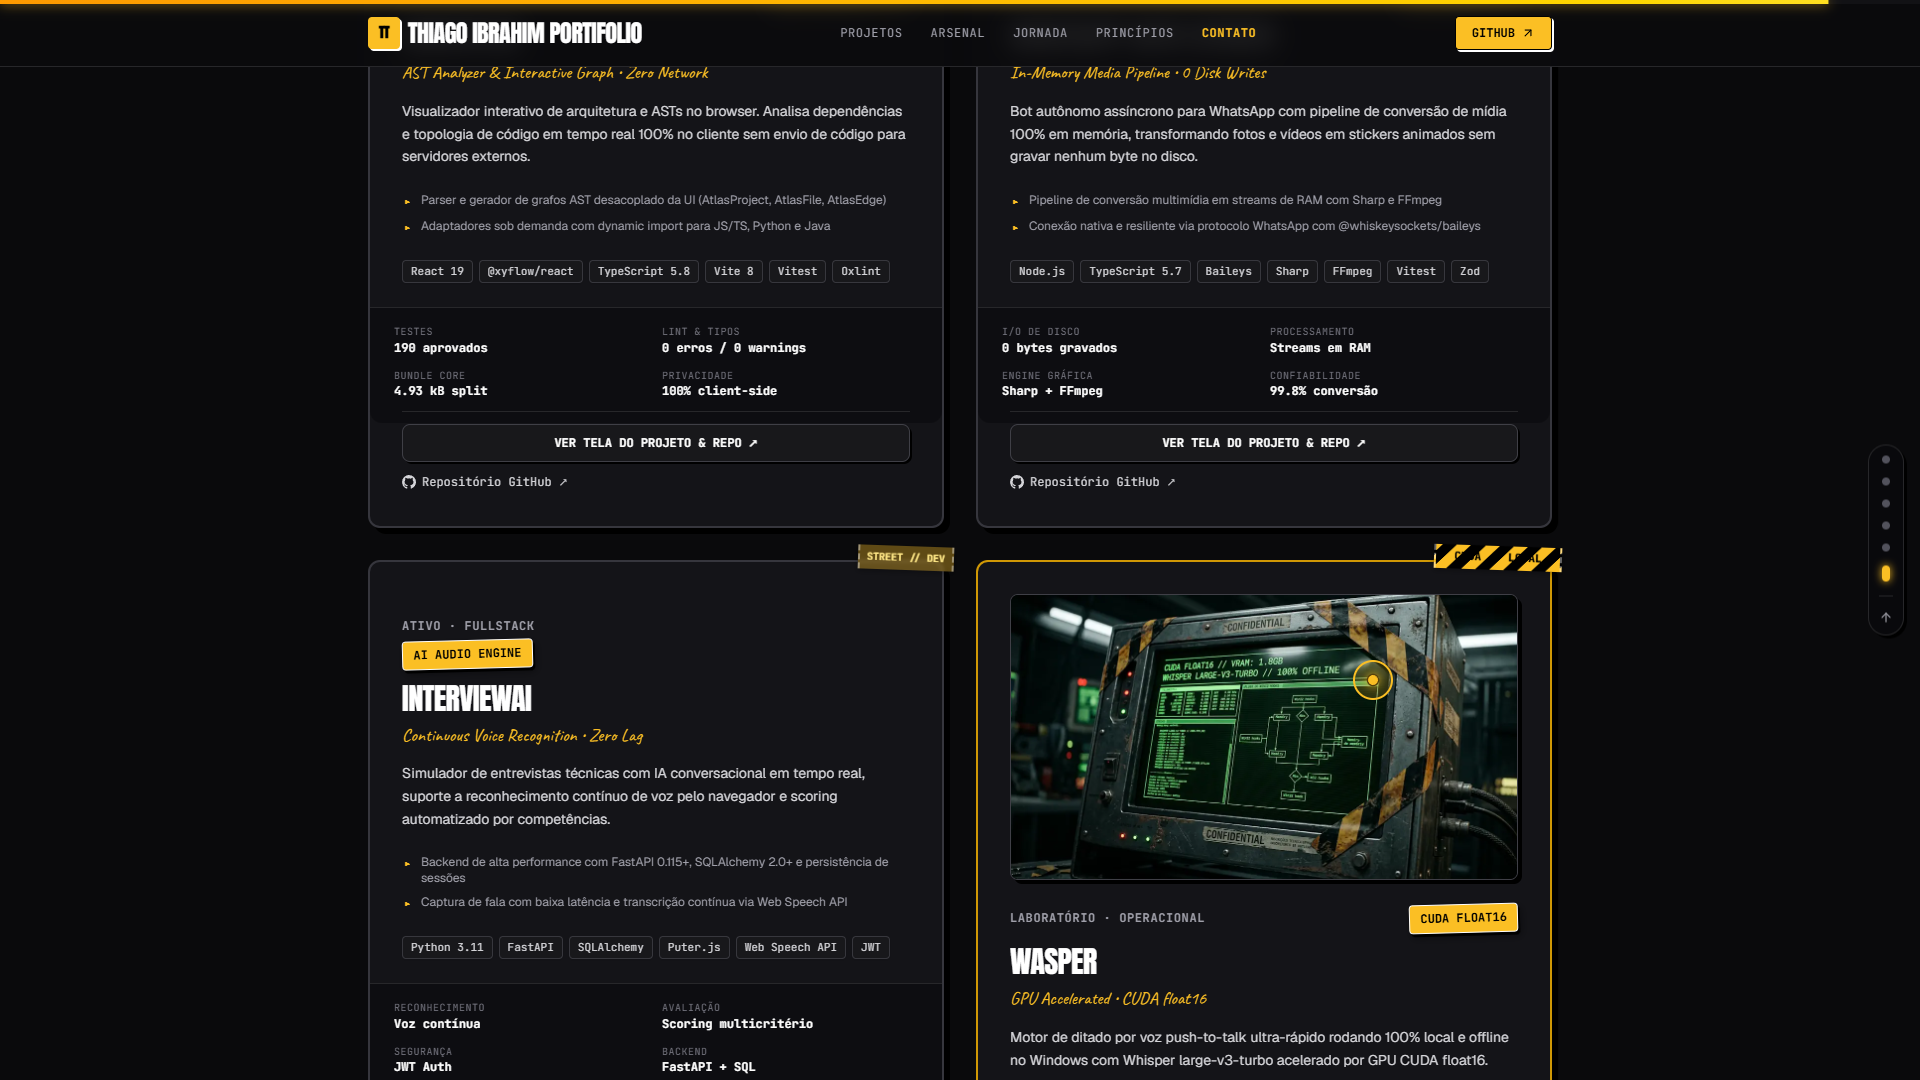 π THIAGO IBRAHIM PORTIFOLIO
PROJETOS ARSENAL JORNADA PRINCÍPIOS CONTATO
GITHUB ↗
AST Analyzer & Interactive Graph • Zero Network
Visualizador interativo de arquitetura e ASTs no browser. Analisa dependências
e topologia de código em tempo real 100% no cliente sem envio de código para
servidores externos.
► Parser e gerador de grafos AST desacoplado da UI (AtlasProject, AtlasFile, AtlasEdge)
► Adaptadores sob demanda com dynamic import para JS/TS, Python e Java
React 19 @xyflow/react TypeScript 5.8 Vite 8 Vitest Oxlint
TESTES LINT & TIPOS
190 aprovados 0 erros / 0 warnings
BUNDLE CORE PRIVACIDADE
4.93 kB split 100% client-side
VER TELA DO PROJETO & REPO ↗
Repositório GitHub ↗
In-Memory Media Pipeline • 0 Disk Writes
Bot autônomo assíncrono para WhatsApp com pipeline de conversão de mídia
100% em memória, transformando fotos e vídeos em stickers animados sem
gravar nenhum byte no disco.
► Pipeline de conversão multimídia em streams de RAM com Sharp e FFmpeg
► Conexão nativa e resiliente via protocolo WhatsApp com @whiskeysockets/baileys
Node.js TypeScript 5.7 Baileys Sharp FFmpeg Vitest Zod
I/O DE DISCO PROCESSAMENTO
0 bytes gravados Streams em RAM
ENGINE GRÁFICA CONFIABILIDADE
Sharp + FFmpeg 99.8% conversão
VER TELA DO PROJETO & REPO ↗
Repositório GitHub ↗
STREET // DEV
ATIVO · FULLSTACK
AI AUDIO ENGINE
INTERVIEWAI
Continuous Voice Recognition • Zero Lag
Simulador de entrevistas técnicas com IA conversacional em tempo real,
suporte a reconhecimento contínuo de voz pelo navegador e scoring
automatizado por competências.
► Backend de alta performance com FastAPI 0.115+, SQLAlchemy 2.0+ e persistência de
sessões
► Captura de fala com baixa latência e transcrição contínua via Web Speech API
Python 3.11 FastAPI SQLAlchemy Puter.js Web Speech API JWT
RECONHECIMENTO AVALIAÇÃO
Voz contínua Scoring multicritério
SEGURANÇA BACKEND
JWT Auth FastAPI + SQL
CONFIDENTIAL
CUDA FLOAT16 // VRAM: 1.8GB
WHISPER LARGE-V3-TURBO // 100% OFFLINE
CONFIDENTIAL
LABORATÓRIO · OPERACIONAL
CUDA FLOAT16
WASPER
GPU Accelerated • CUDA float16
Motor de ditado por voz push-to-talk ultra-rápido rodando 100% local e offline
no Windows com Whisper large-v3-turbo acelerado por GPU CUDA float16.